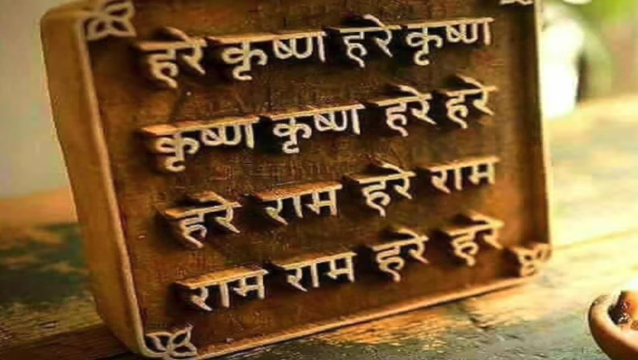 हरे कृष्ण हरे कृष्ण
कृष्ण कृष्ण हरे हरे
हरे राम हरे राम
राम राम हरे हरे